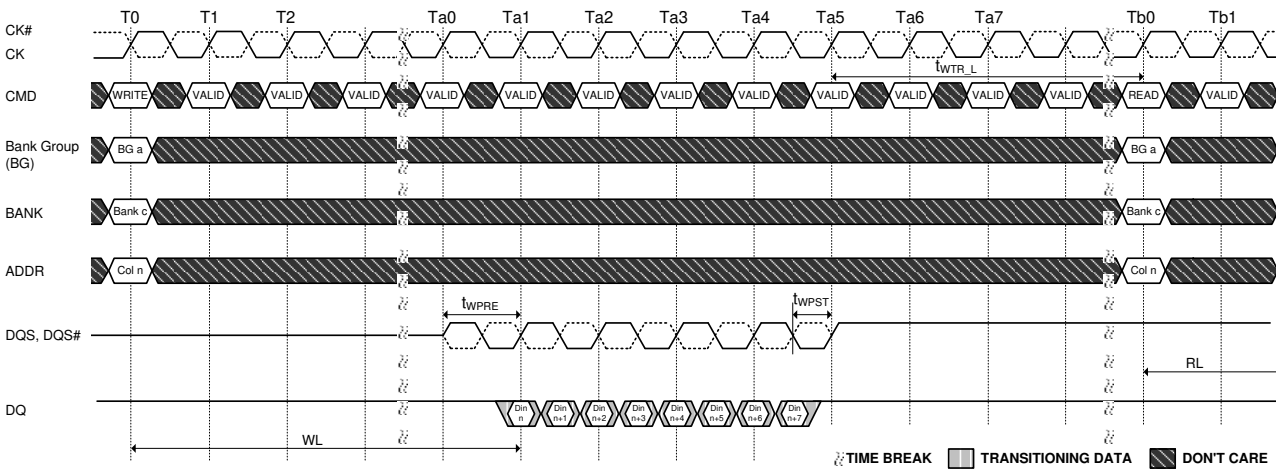 T0 T1 T2 Ta0 Ta1 Ta2 Ta3 Ta4 Ta5 Ta6 Ta7 Tb0 Tb1
CK#
CK
tWTR_L
CMD WRITE VALID VALID VALID VALID VALID VALID VALID VALID VALID VALID VALID VALID READ VALID
Bank Group
(BG)
BG a BG a
BANK Bank c Bank c
ADDR Col n Col n
tWPRE tWPST
DQS, DQS#
RL
DQ Din n Din n+1 Din n+2 Din n+3 Din n+4 Din n+5 Din n+6 Din n+7
WL
TIME BREAK TRANSITIONING DATA DON'T CARE